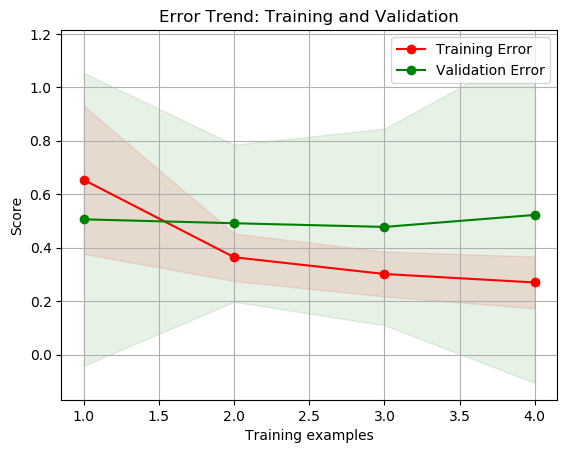 Error Trend: Training and Validation
Training Error
Validation Error
Score
1.2
1.0
0.8
0.6
0.4
0.2
0.0
1.0 1.5 2.0 2.5 3.0 3.5 4.0
Training examples